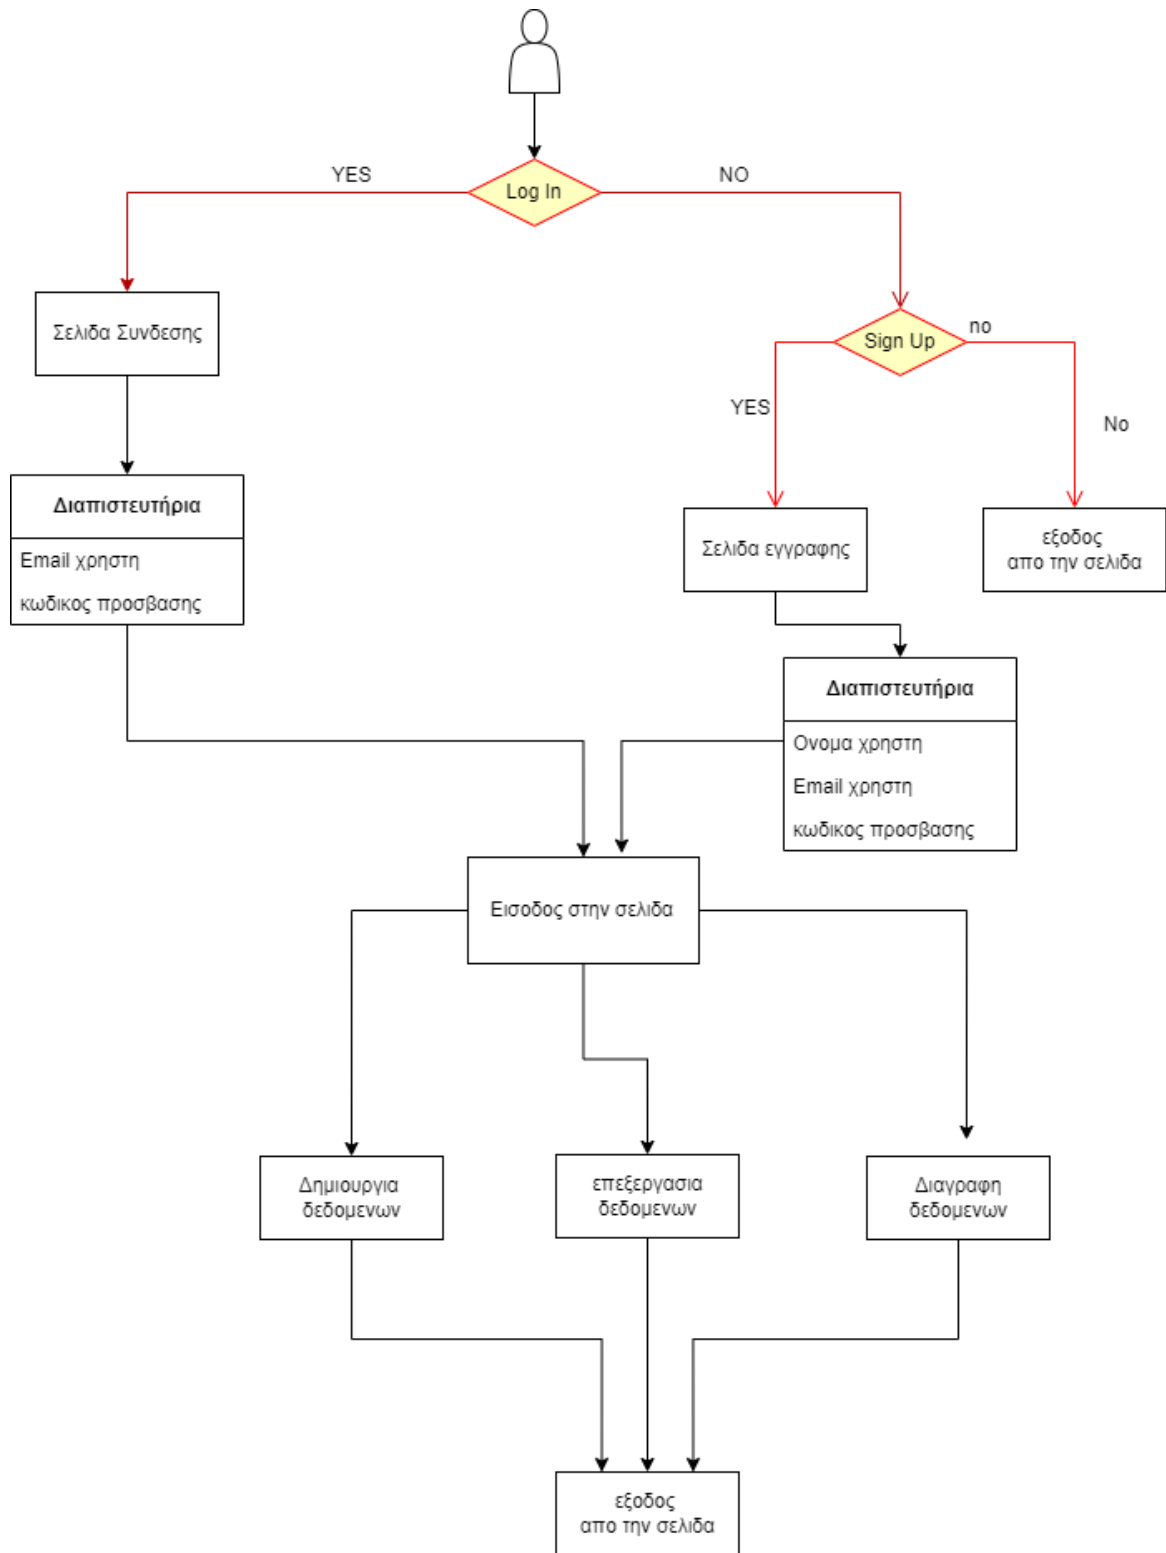 YES
Log In
NO
Σελιδα Συνδεσης
Sign Up
no
YES
No
Διαπιστευτήρια
Email χρηστη
κωδικος προσβασης
Σελιδα εγγραφης
εξοδος
απο την σελιδα
Διαπιστευτήρια
Ονομα χρηστη
Email χρηστη
κωδικος προσβασης
Εισοδος στην σελιδα
Δημιουργια
δεδομενων
επεξεργασια
δεδομενων
Διαγραφη
δεδομενων
εξοδος
απο την σελιδα